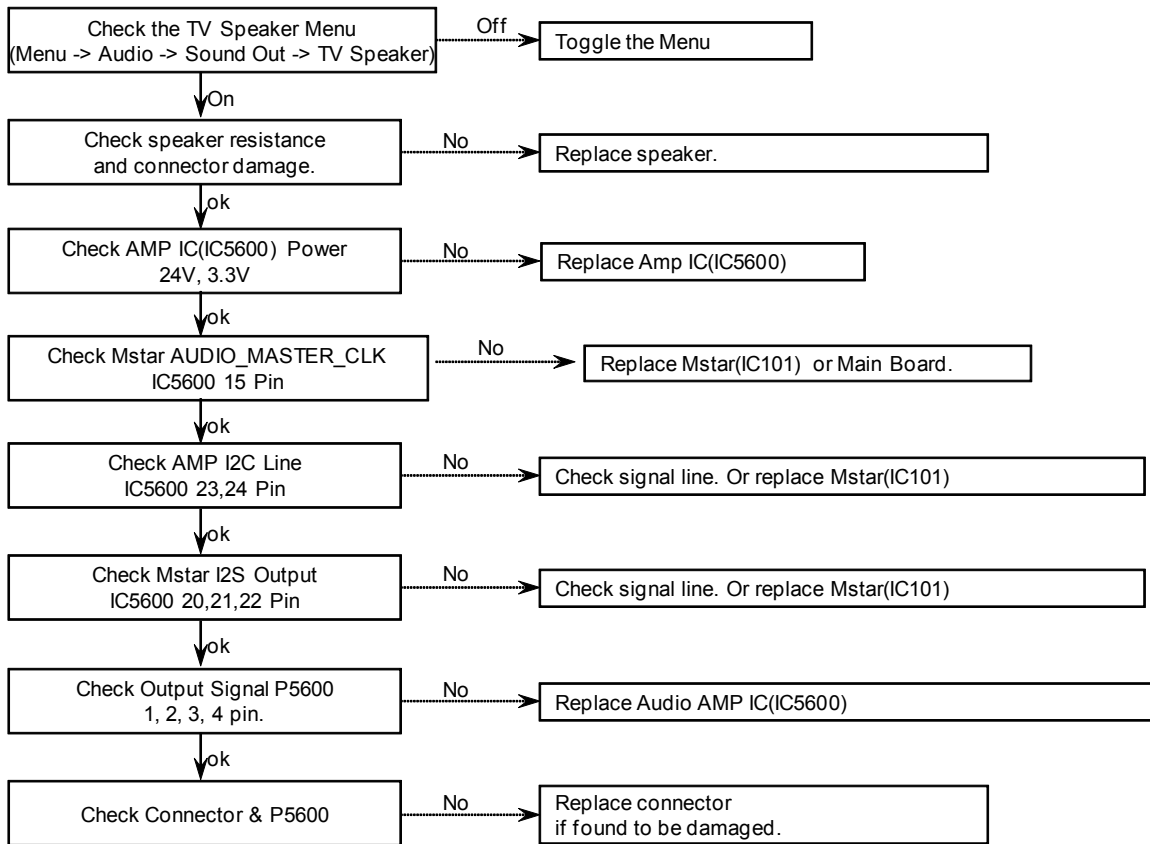 Check the TV Speaker Menu
(Menu -> Audio -> Sound Out -> TV Speaker)
Off
Toggle the Menu
On
Check speaker resistance
and connector damage.
No
Replace speaker.
ok
Check AMP IC(IC5600) Power
24V, 3.3V
No
Replace Amp IC(IC5600)
ok
Check Mstar AUDIO_MASTER_CLK
IC5600 15 Pin
No
Replace Mstar(IC101) or Main Board.
ok
Check AMP I2C Line
IC5600 23,24 Pin
No
Check signal line. Or replace Mstar(IC101)
ok
Check Mstar I2S Output
IC5600 20,21,22 Pin
No
Check signal line. Or replace Mstar(IC101)
ok
Check Output Signal P5600
1, 2, 3, 4 pin.
No
Replace Audio AMP IC(IC5600)
ok
Check Connector & P5600
No
Replace connector
if found to be damaged.